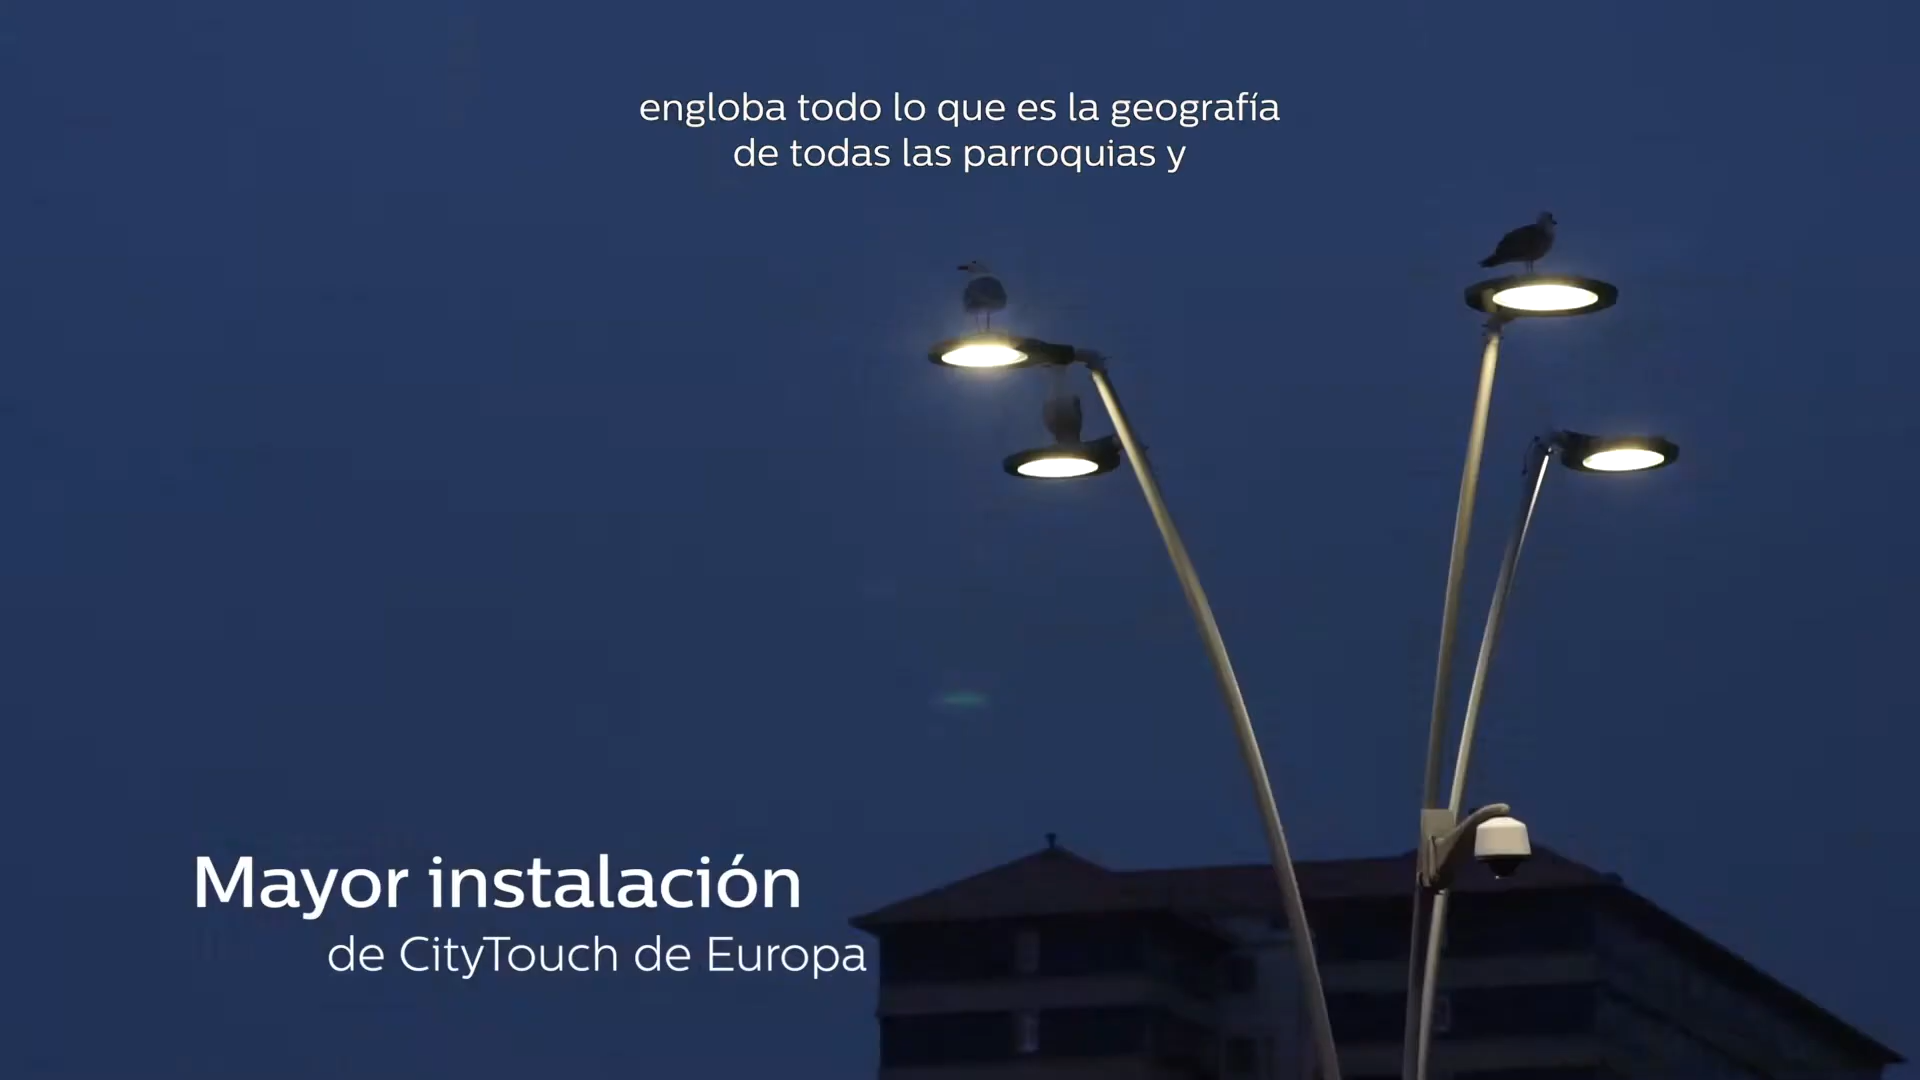 engloba todo lo que es la geografía
de todas las parroquias y
Mayor instalación
de CityTouch de Europa